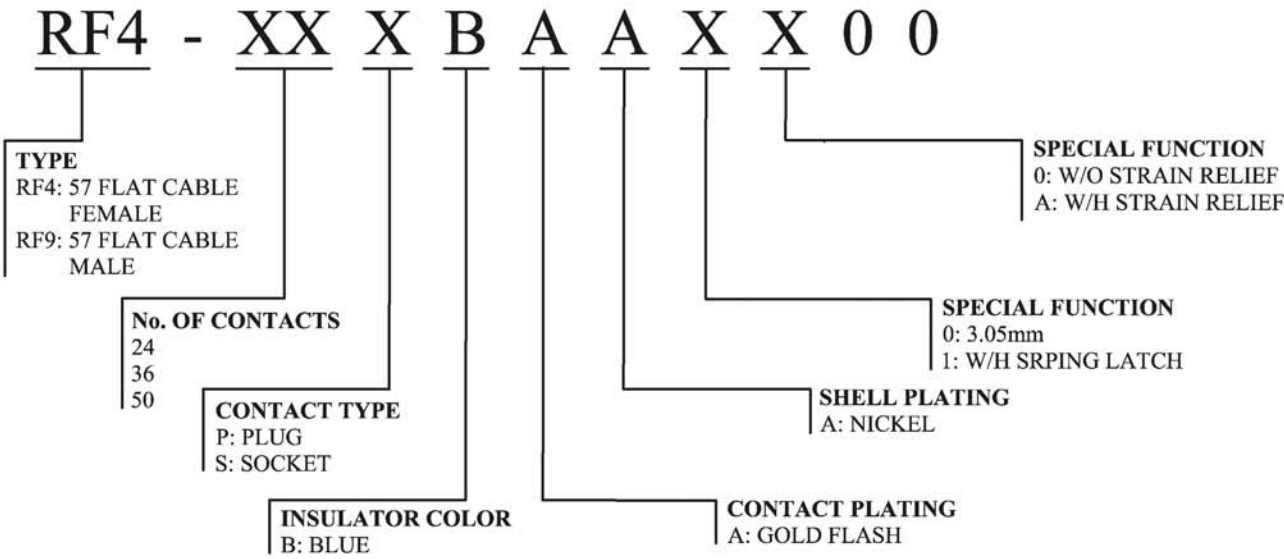 RF4 - XX X B A A X X 0 0
TYPE
RF4: 57 FLAT CABLE
FEMALE
RF9: 57 FLAT CABLE
MALE
SPECIAL FUNCTION
0: W/O STRAIN RELIEF
A: W/H STRAIN RELIEF
No. OF CONTACTS
24
36
50
SPECIAL FUNCTION
0: 3.05mm
1: W/H SRPING LATCH
CONTACT TYPE
P: PLUG
S: SOCKET
SHELL PLATING
A: NICKEL
INSULATOR COLOR
B: BLUE
CONTACT PLATING
A: GOLD FLASH